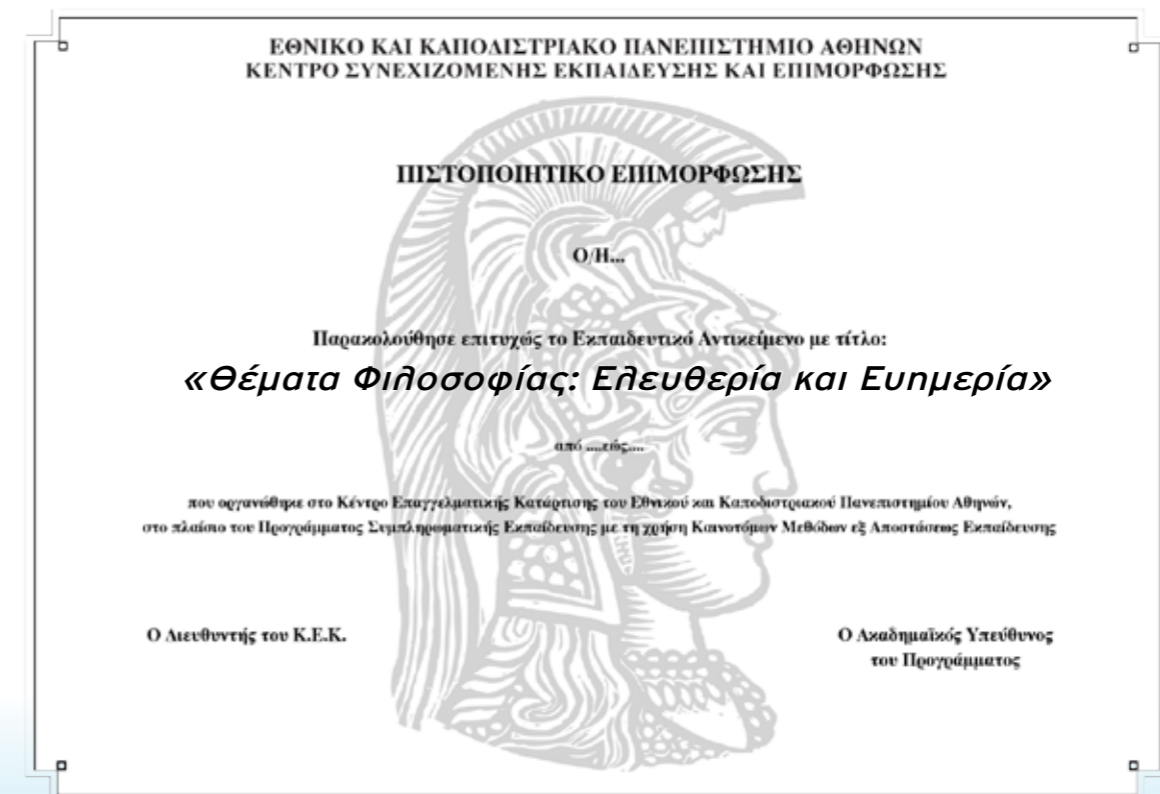 ΕΘΝΙΚΟ ΚΑΙ ΚΑΠΟΔΙΣΤΡΙΑΚΟ ΠΑΝΕΠΙΣΤΗΜΙΟ ΑΘΗΝΩΝ
ΚΕΝΤΡΟ ΣΥΝΕΧΙΖΟΜΕΝΗΣ ΕΚΠΑΙΔΕΥΣΗΣ ΚΑΙ ΕΠΙΜΟΡΦΩΣΗΣ
ΠΙΣΤΟΠΟΙΗΤΙΚΟ ΕΠΙΜΟΡΦΩΣΗΣ
Ο/Η...
Παρακολούθησε επιτυχώς το Εκπαιδευτικό Αντικείμενο με τίτλο:
«Θέματα Φιλοσοφίας: Ελευθερία και Ευημερία»
από ....εώς....
που οργανώθηκε στο Κέντρο Επαγγελματικής Κατάρτισης του Εθνικού και Καποδιστριακού Πανεπιστημίου Αθηνών,
στο πλαίσιο του Προγράμματος Συμπληρωματικής Εκπαίδευσης με τη χρήση Καινοτόμων Μεθόδων εξ Αποστάσεως Εκπαίδευσης
Ο Διευθυντής του Κ.Ε.Κ.
Ο Ακαδημαϊκός Υπεύθυνος
του Προγράμματος